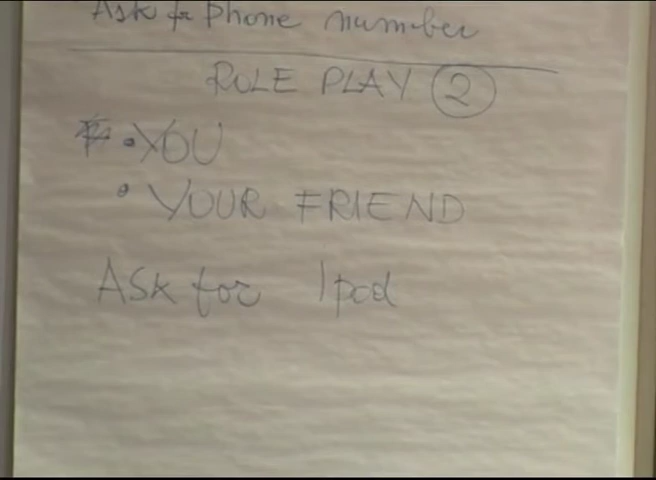 Ask for Phone number
ROLE PLAY 2
• YOU
• YOUR FRIEND
Ask for Ipod